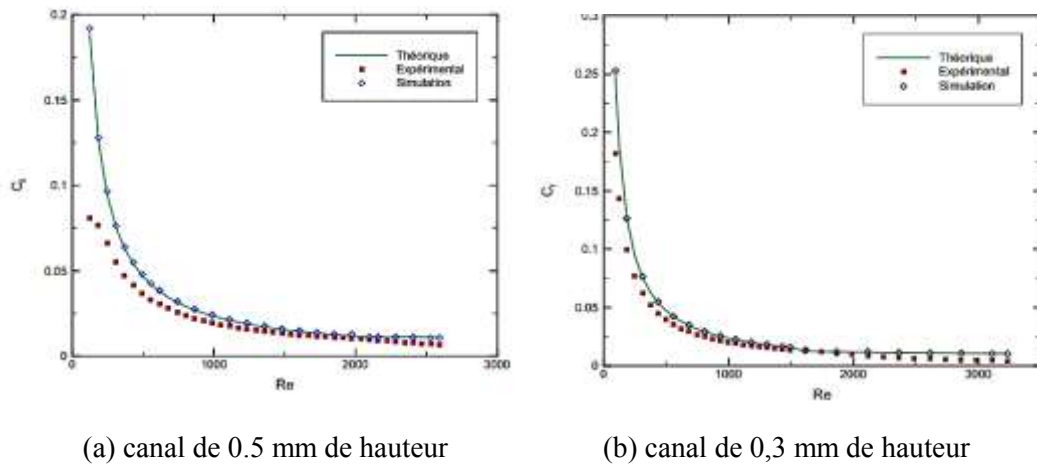 0.2
0.15
0.1
0.05
0
0
1000
2000
3000
Re
Théorique
Expérimental
Simulation
0.3
0.25
0.2
0.15
0.1
0.05
0
0
1000
2000
3000
C
Re
Théorique
Expérimental
Simulation
(a) canal de 0.5 mm de hauteur
(b) canal de 0,3 mm de hauteur